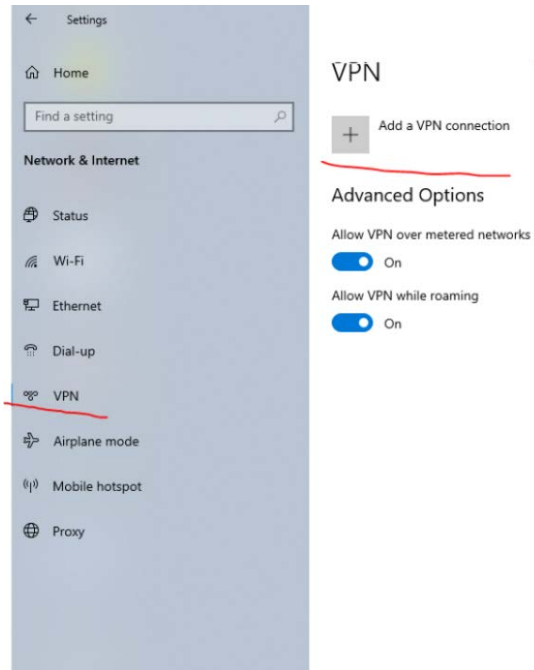 Settings
Home
Find a setting
Network & Internet
Status
Wi-Fi
Ethernet
Dial-up
VPN
Airplane mode
Mobile hotspot
Proxy
VPN
Add a VPN connection
Advanced Options
Allow VPN over metered networks
On
Allow VPN while roaming
On